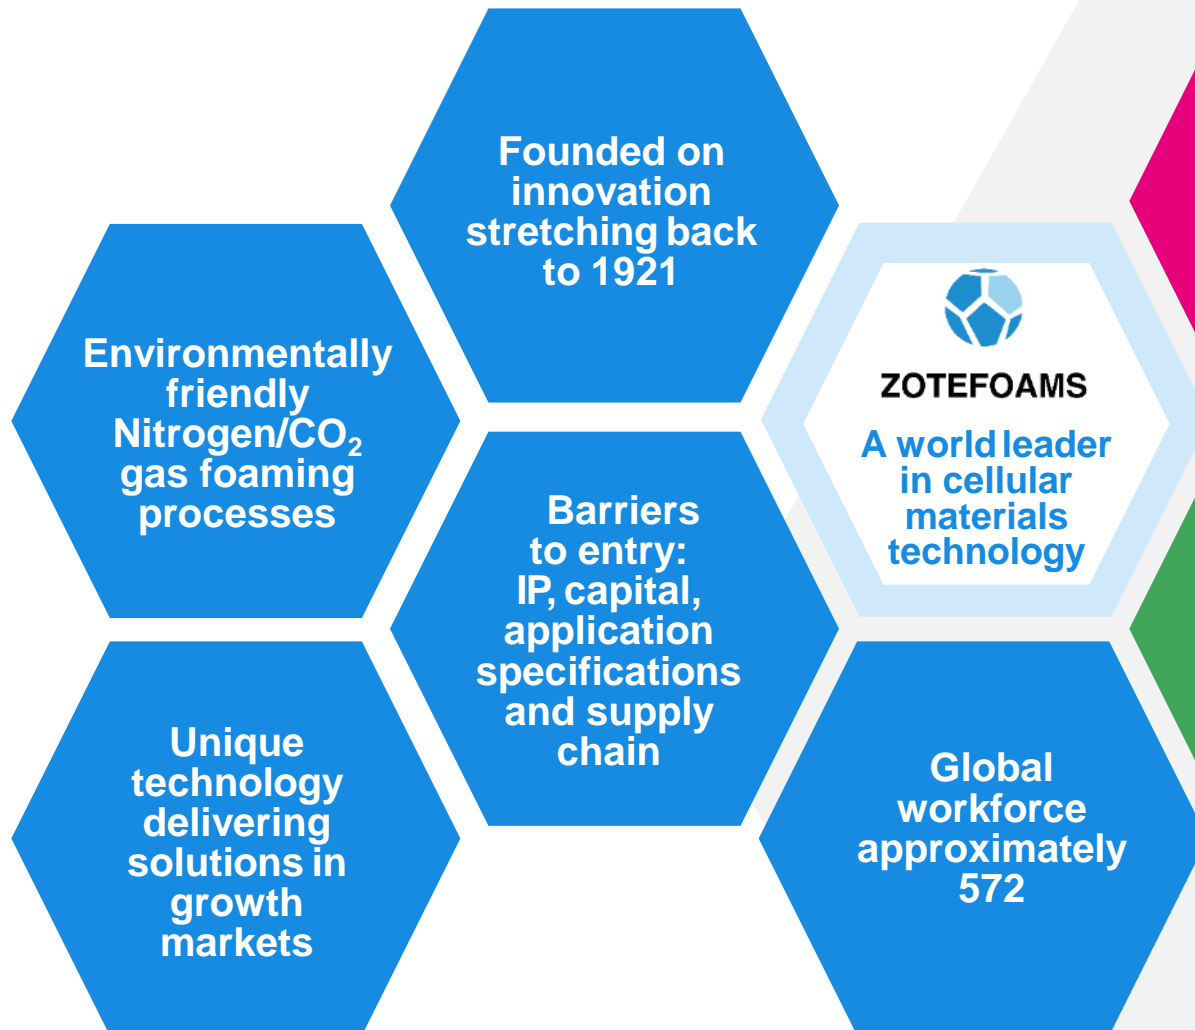 Founded on
innovation
stretching back
to 1921
Environmentally
friendly
Nitrogen/CO₂
gas foaming
processes
ZOTEFOAMS
A world leader
in cellular
materials
technology
Barriers
to entry:
IP, capital,
application
specifications
and supply
chain
Unique
technology
delivering
solutions in
growth
markets
Global
workforce
approximately
572